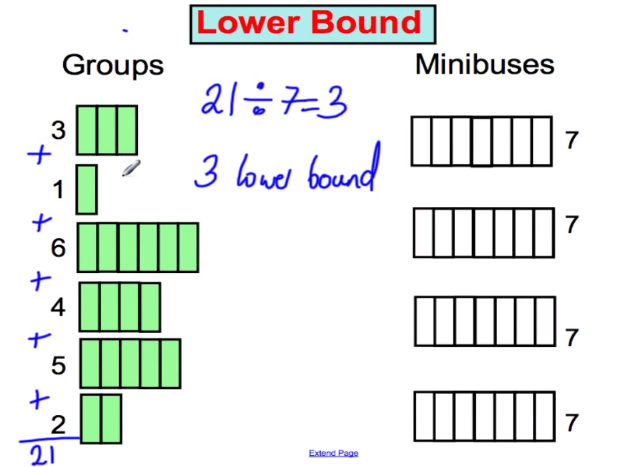 Lower Bound
Groups
Minibuses
21 ÷ 7 = 3
3 lower bound
3
+
1
+
6
+
4
+
5
+
2
21
7
7
7
7
Extend Page